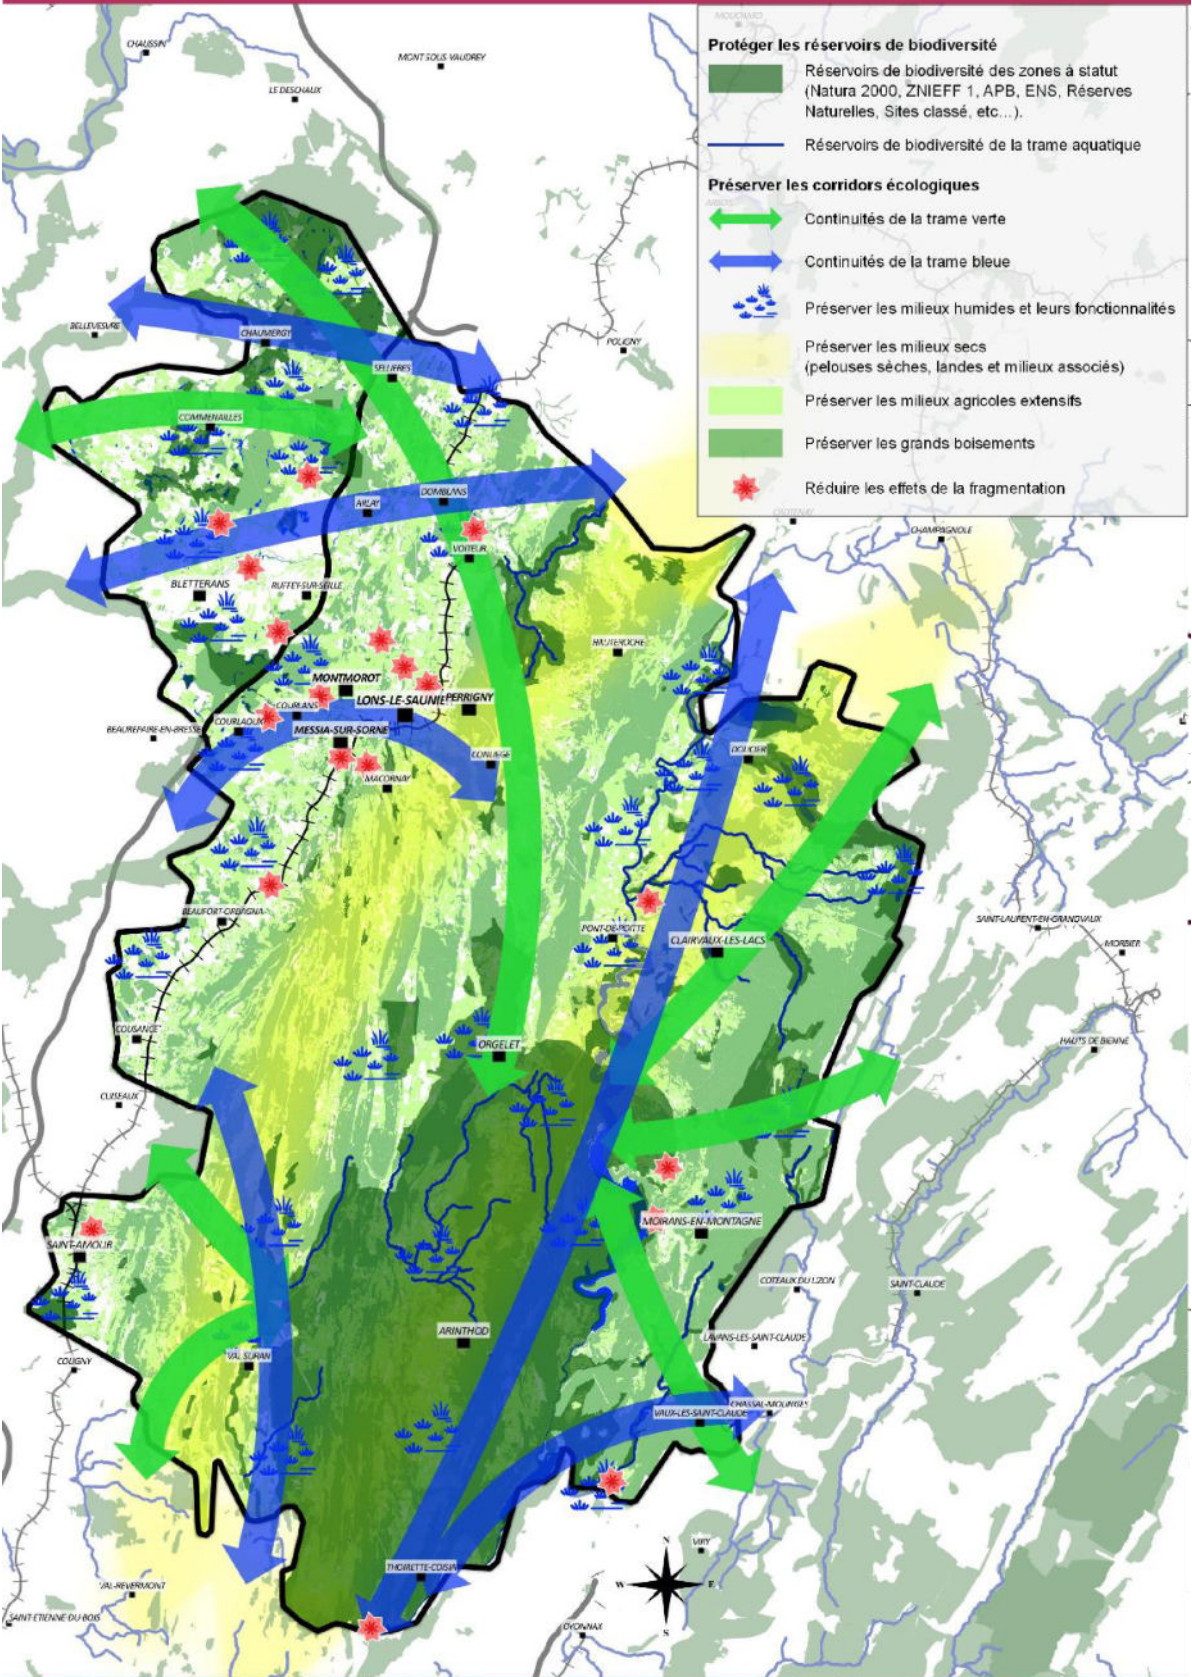 Protéger les réservoirs de biodiversité
Réservoirs de biodiversité des zones à statut
(Natura 2000, ZNIEFF 1, APB, ENS, Réserves
Naturelles, Sites classé, etc...).
Réservoirs de biodiversité de la trame aquatique
Préserver les corridors écologiques
Continuités de la trame verte
Continuités de la trame bleue
Préserver les milieux humides et leurs fonctionnalités
Préserver les milieux secs
(pelouses sèches, landes et milieux associés)
Préserver les milieux agricoles extensifs
Préserver les grands boisements
Réduire les effets de la fragmentation
MOUCHARD
CHAUSSIN
MONT SOUS-VAUDREY
LE DESCHAUX
BELLEVESVRE
CHAUMERGY
POLIGNY
SELLIERES
COMMENAILLES
DOMBLANS
ARLAY
CHAMPAGNOLE
VOITEUR
BLETTERANS
RUFFEY-SUR-SEILLE
HAUTEROCHE
MONTMOROT
LONS-LE-SAUNIE
PERRIGNY
COURLANS
COURLAOUX
BEAUREPAIRE-EN-BRESSE
MESSIA-SUR-SORNE
CONLIEGE
DOUCIER
MACORNAY
BEAUFORT-ORBAGNA
PONT-DE-POITTE
CLAIRVAUX-LES-LACS
SAINT-LAURENT-EN-GRANDVAUX
MORBIER
COUSANCE
ORGELET
HAUTS DE BIENNE
CUISEAUX
MOIRANS-EN-MONTAGNE
SAINT-AMOUR
COTEAUX DU LIZON
SAINT-CLAUDE
ARINTHOD
LAVANS-LES-SAINT-CLAUDE
VAL SURAN
COLIGNY
CHASSAL-MOLINGES
VAUX-LES-SAINT-CLAUDE
N
VIRY
THOIRETTE-COISIA
W
E
VAL-REVERMONT
SAINT-ETIENNE-DU-BOIS
OYONNAX
S